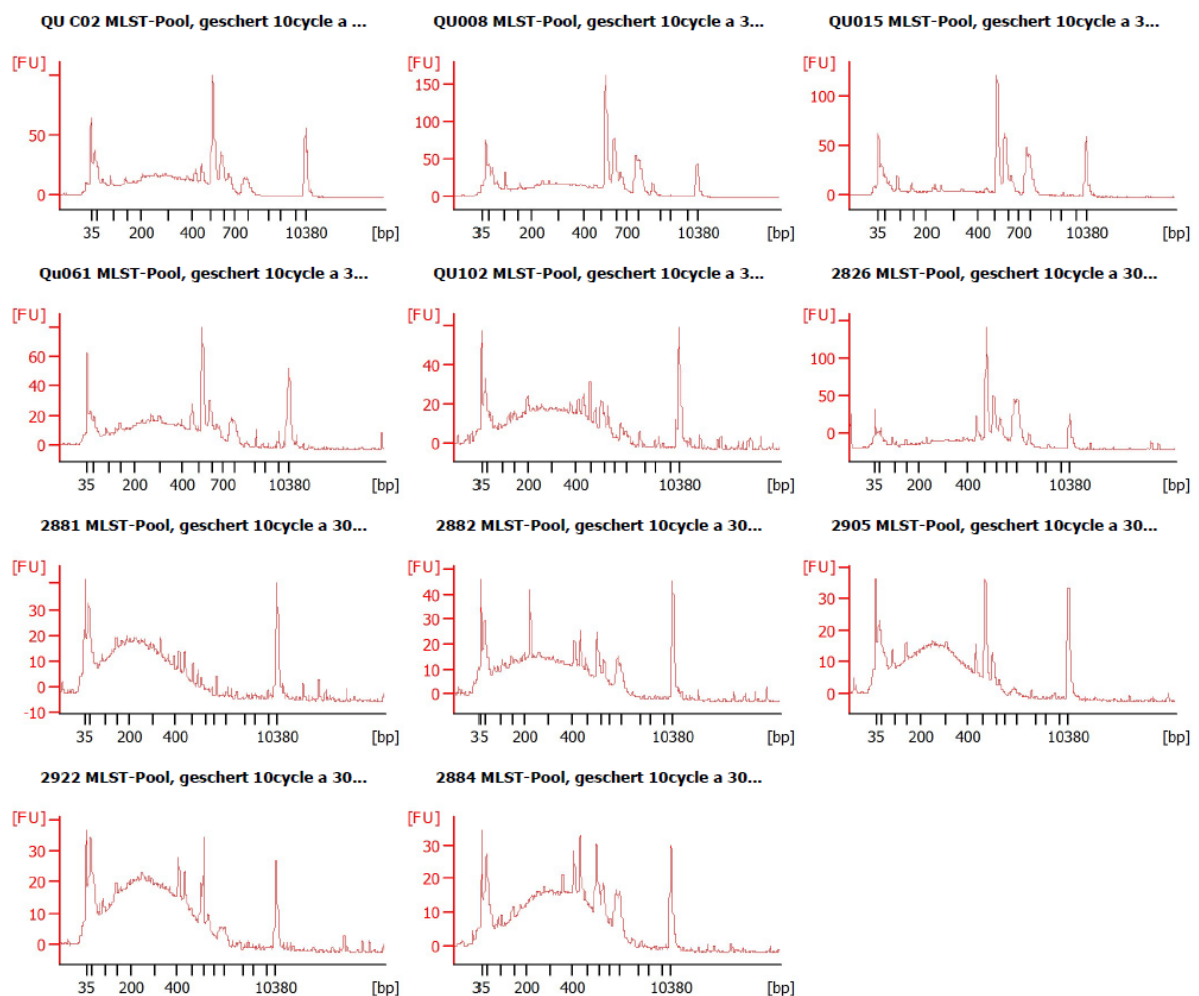 QU C02 MLST-Pool, geschert 10cycle a ...
QU008 MLST-Pool, geschert 10cycle a 3...
QU015 MLST-Pool, geschert 10cycle a 3...
[FU]
50
0
35 200 400 700 10380 [bp]
[FU]
150
100
50
0
35 200 400 700 10380 [bp]
[FU]
100
50
0
35 200 400 700 10380 [bp]
Qu061 MLST-Pool, geschert 10cycle a 3...
QU102 MLST-Pool, geschert 10cycle a 3...
2826 MLST-Pool, geschert 10cycle a 30...
[FU]
60
40
20
0
35 200 400 700 10380 [bp]
[FU]
40
20
0
35 200 400 10380 [bp]
[FU]
100
50
0
35 200 400 10380 [bp]
2881 MLST-Pool, geschert 10cycle a 30...
2882 MLST-Pool, geschert 10cycle a 30...
2905 MLST-Pool, geschert 10cycle a 30...
[FU]
30
20
10
0
-10
35 200 400 10380 [bp]
[FU]
40
30
20
10
0
35 200 400 10380 [bp]
[FU]
30
20
10
0
35 200 400 10380 [bp]
2922 MLST-Pool, geschert 10cycle a 30...
2884 MLST-Pool, geschert 10cycle a 30...
[FU]
30
20
10
0
35 200 400 10380 [bp]
[FU]
30
20
10
0
35 200 400 10380 [bp]